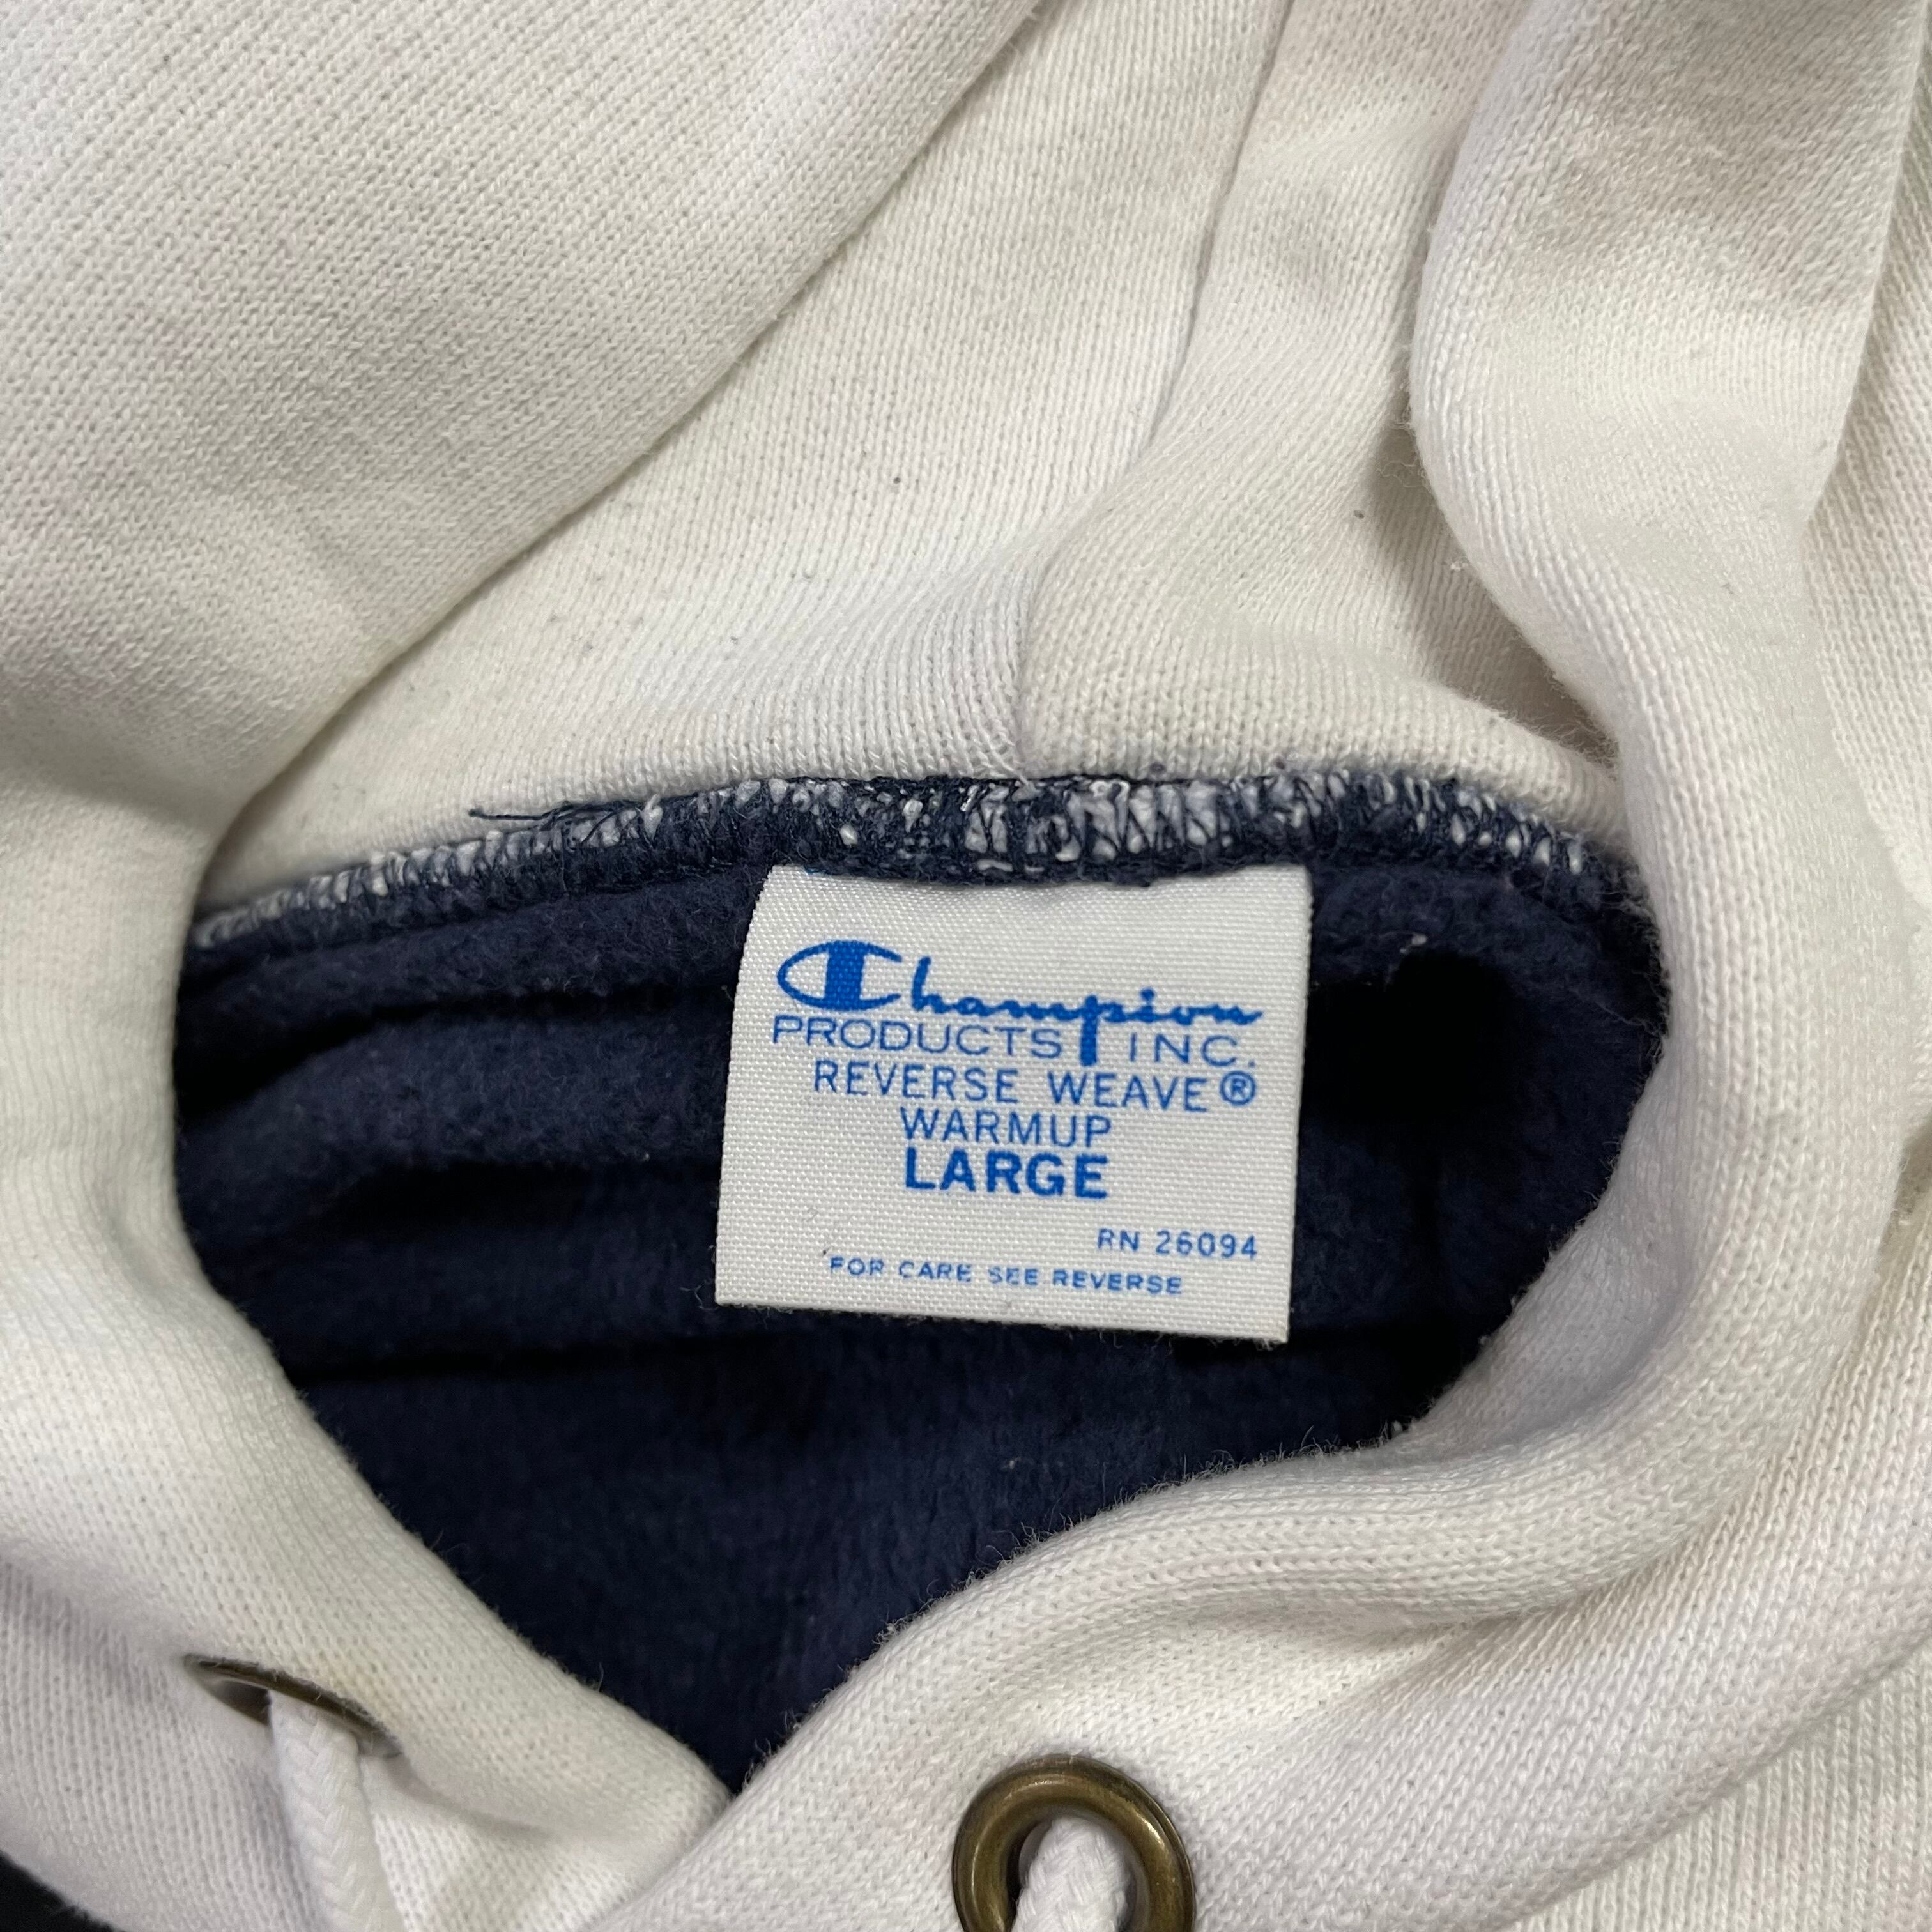 Champion
PRODUCTS INC.
REVERSE WEAVE®
WARMUP
LARGE
RN 26094
FOR CARE SEE REVERSE